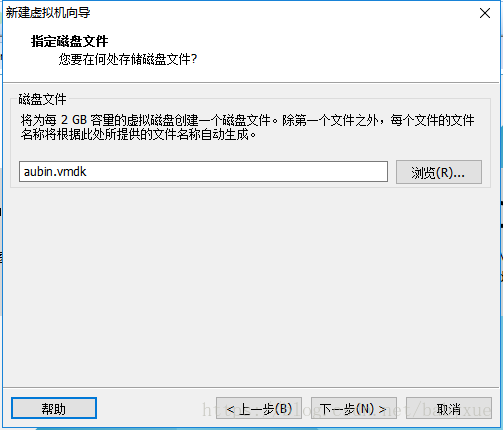 新建虚拟机向导
指定磁盘文件
您要在何处存储磁盘文件?
磁盘文件
将为每 2 GB 容量的虚拟磁盘创建一个磁盘文件。除第一个文件之外，每个文件的文件
名称将根据此处所提供的文件名称自动生成。
aubin.vmdk
浏览(R)...
帮助
< 上一步(B)
下一步(N) >
取消